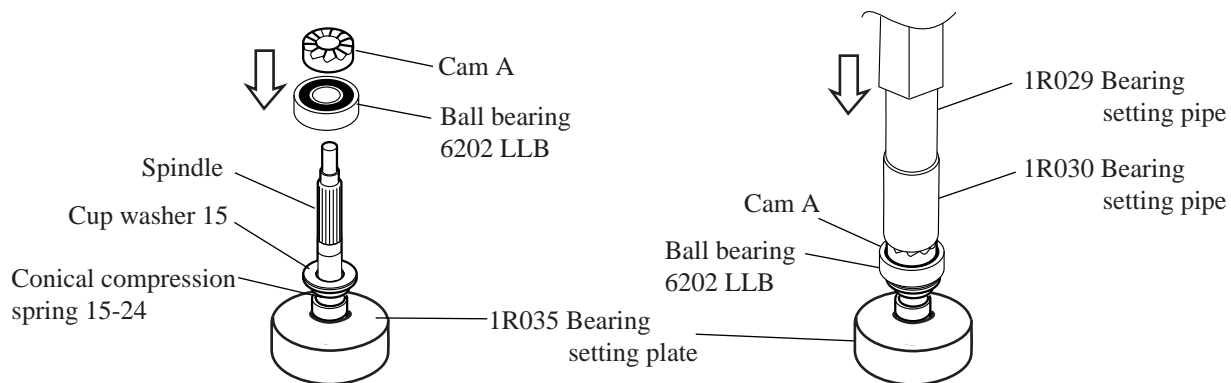 Cam A
Ball bearing
6202 LLB
Spindle
Cup washer 15
Conical compression
spring 15-24
1R035 Bearing
setting plate
1R029 Bearing
setting pipe
1R030 Bearing
setting pipe
Cam A
Ball bearing
6202 LLB